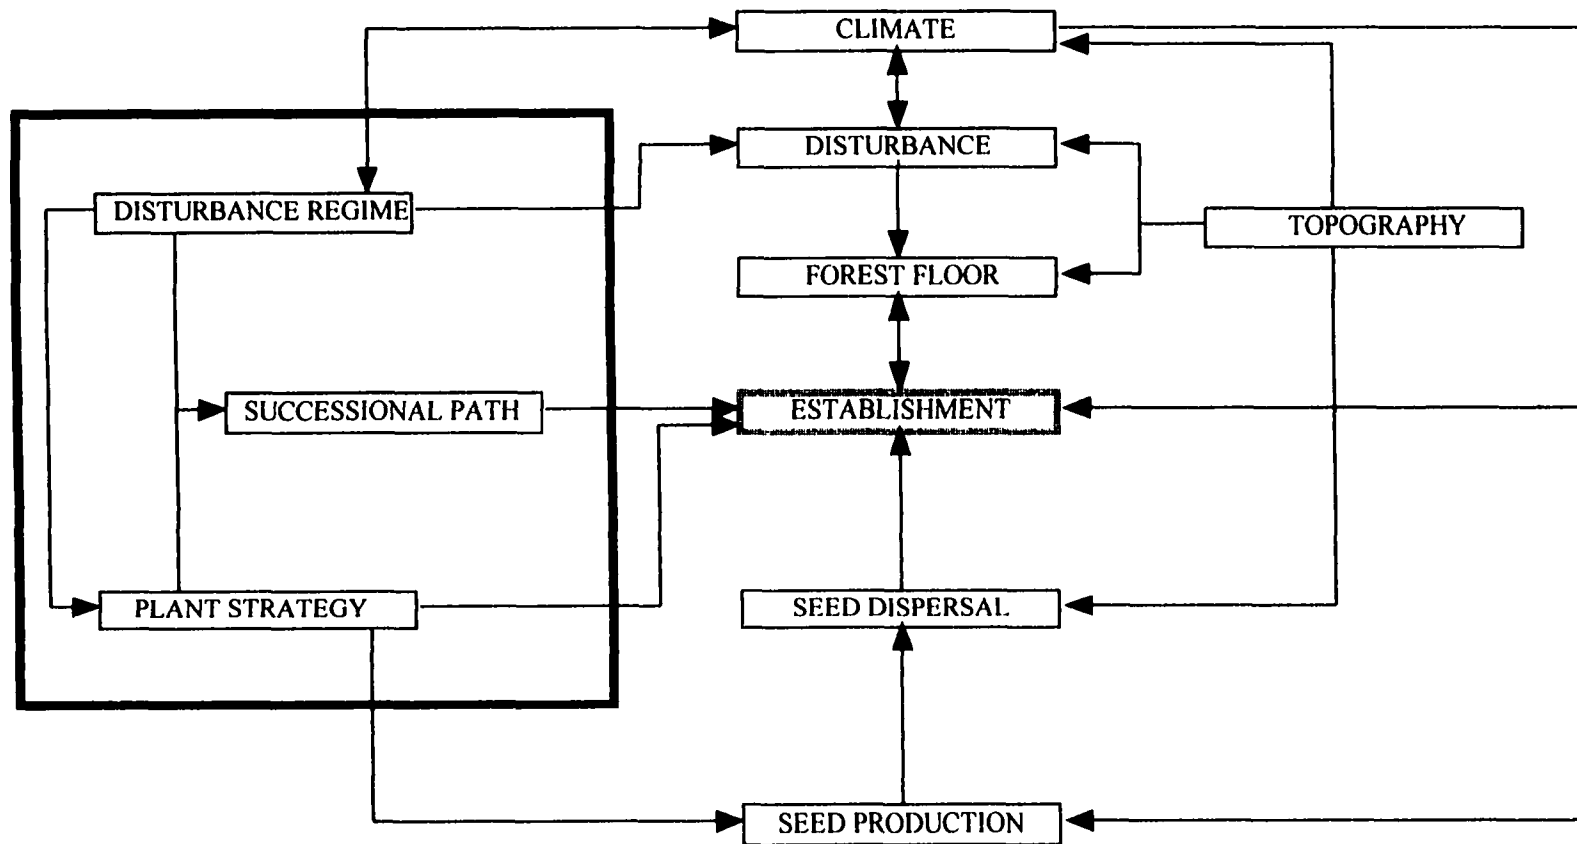 CLIMATE
DISTURBANCE
DISTURBANCE REGIME
TOPOGRAPHY
FOREST FLOOR
SUCCESSIONAL PATH
ESTABLISHMENT
PLANT STRATEGY
SEED DISPERSAL
SEED PRODUCTION